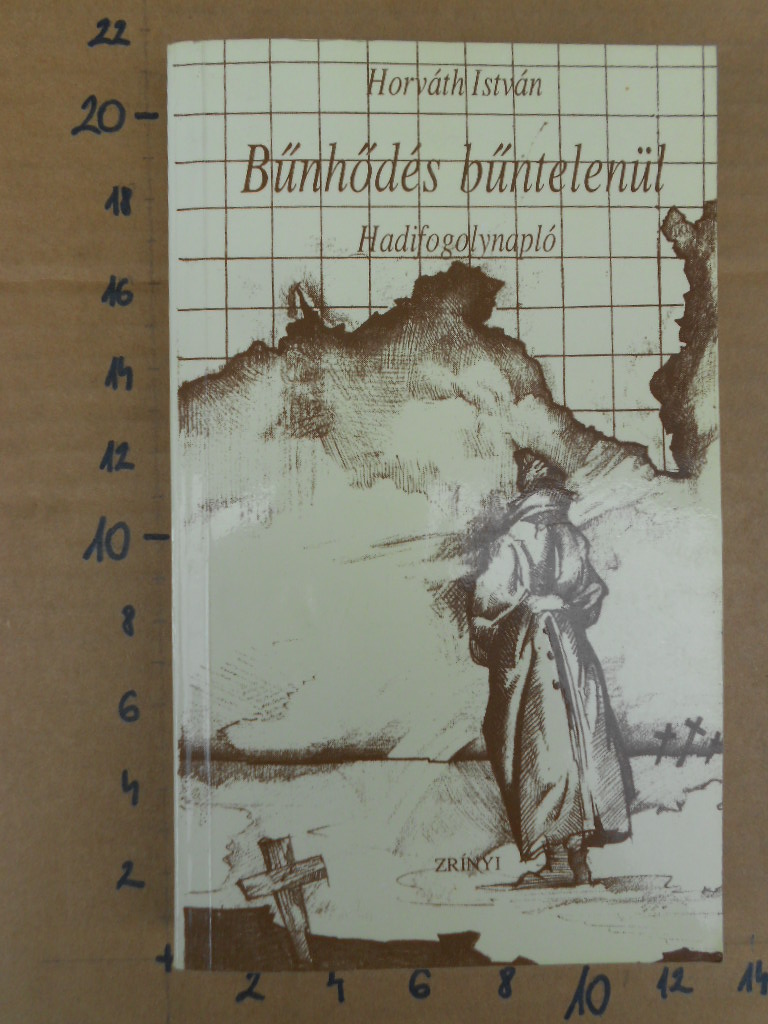 Horváth István
Bűnhődés bűntelenül
Hadifogolynapló
ZRÍNYI
22
20
18
16
14
12
10
8
6
4
2
2 4 6 8 10 12 14